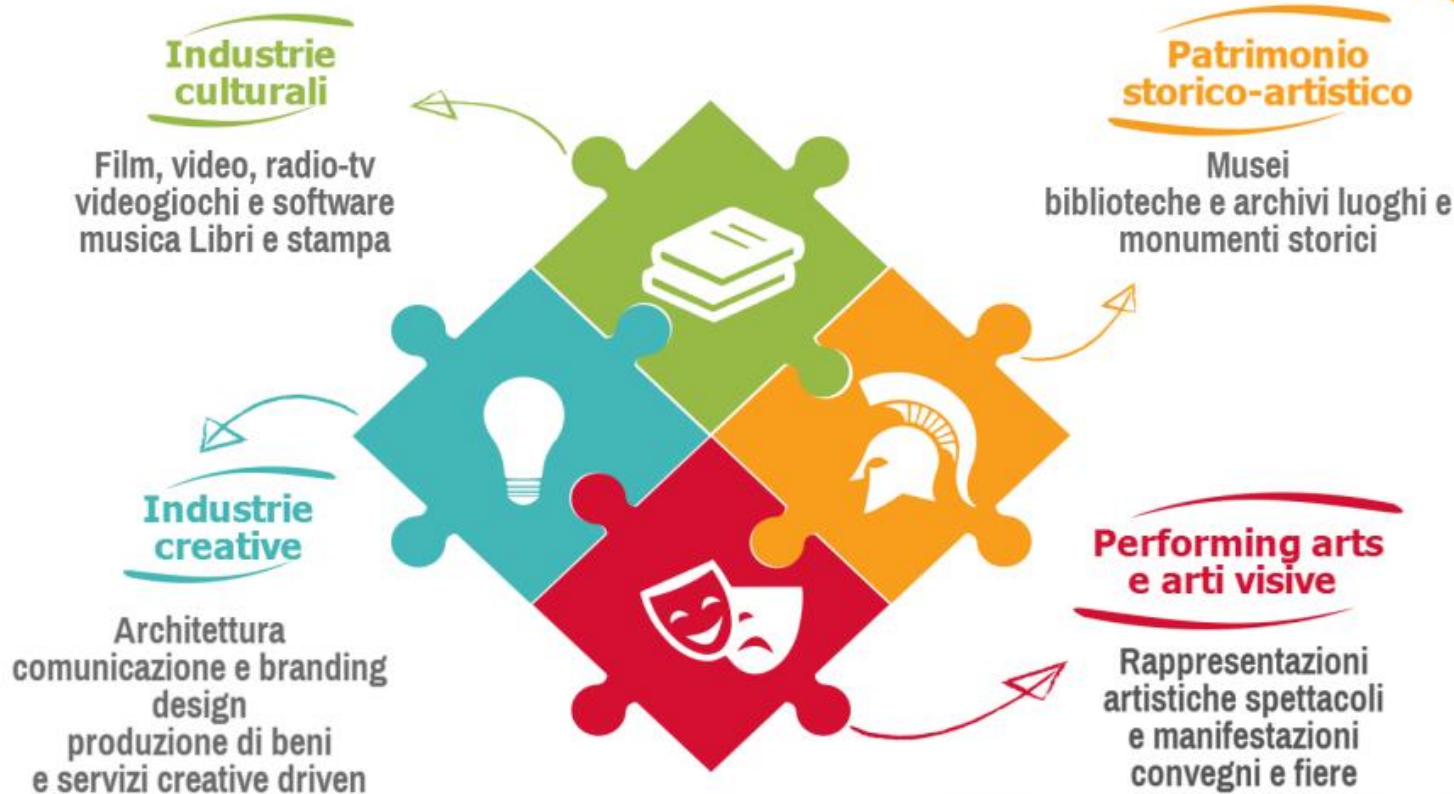 Industrie
culturali
Film, video, radio-tv
videogiochi e software
musica Libri e stampa
Patrimonio
storico-artistico
Musei
biblioteche e archivi luoghi e
monumenti storici
Industrie
creative
Architettura
comunicazione e branding
design
produzione di beni
e servizi creative driven
Performing arts
e arti visive
Rappresentazioni
artistiche spettacoli
e manifestazioni
convegni e fiere